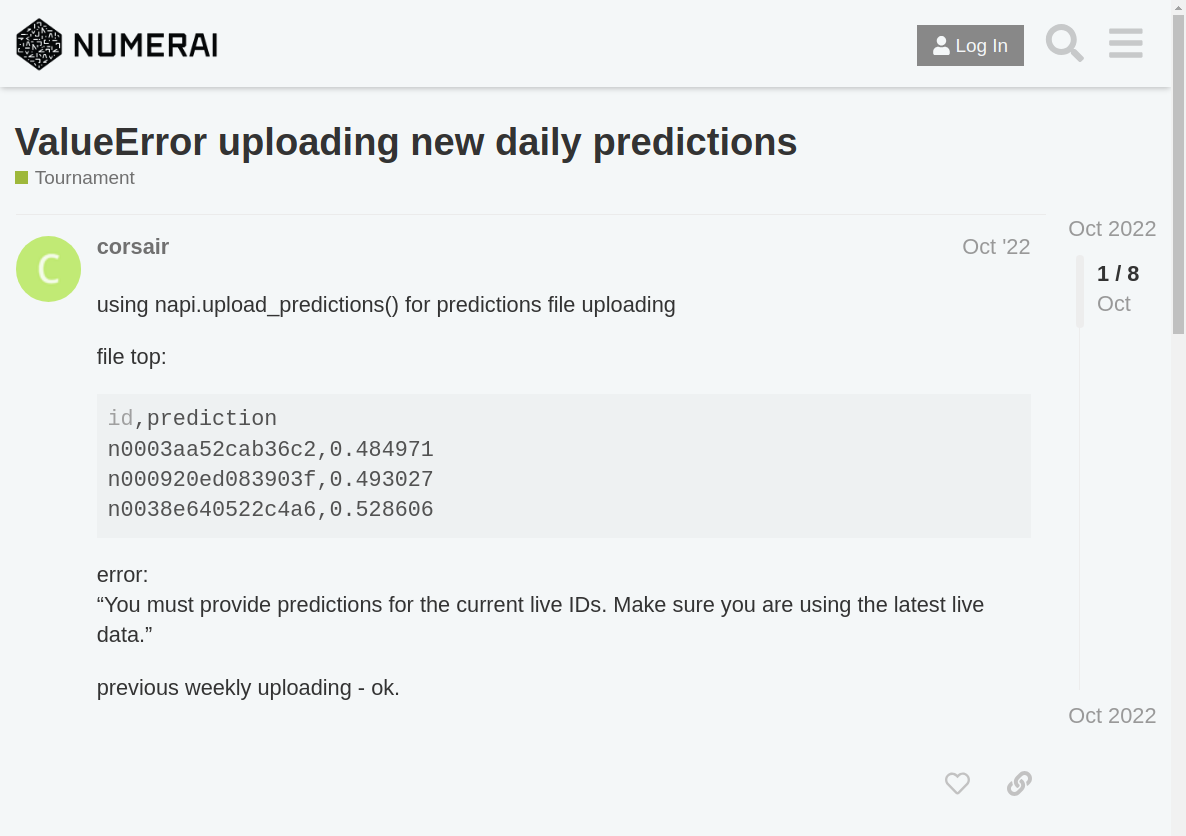 NUMERAI
Log In
ValueError uploading new daily predictions
Tournament
Oct 2022
1 / 8
Oct
Oct 2022
C
corsair
Oct '22
using napi.upload_predictions() for predictions file uploading
file top:
id,prediction
n0003aa52cab36c2,0.484971
n000920ed083903f,0.493027
n0038e640522c4a6,0.528606
error:
“You must provide predictions for the current live IDs. Make sure you are using the latest live
data.”
previous weekly uploading - ok.